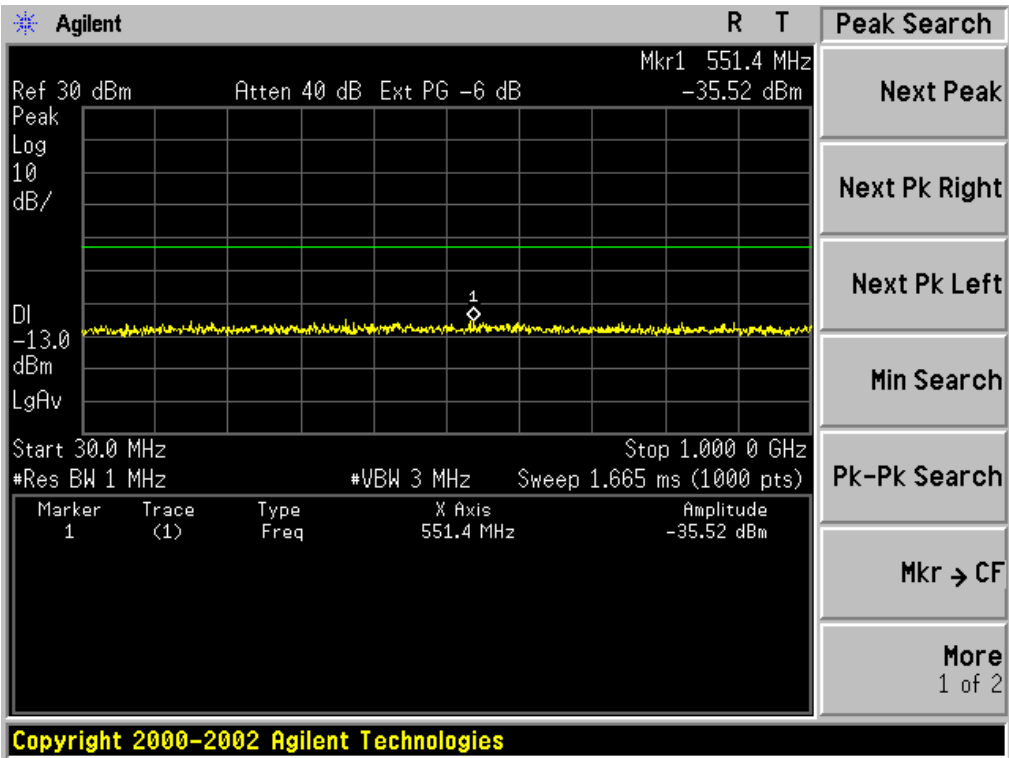 Agilent R T Peak Search
Mkr1 551.4 MHz
Ref 30 dBm Atten 40 dB Ext PG -6 dB -35.52 dBm
Peak
Log
10
dB/
1
DI
-13.0
dBm
LgAv
Start 30.0 MHz Stop 1.000 0 GHz
#Res BW 1 MHz #VBW 3 MHz Sweep 1.665 ms (1000 pts)
Marker Trace Type X Axis Amplitude
1 (1) Freq 551.4 MHz -35.52 dBm
Next Peak
Next Pk Right
Next Pk Left
Min Search
Pk-Pk Search
Mkr → CF
More
1 of 2
Copyright 2000-2002 Agilent Technologies